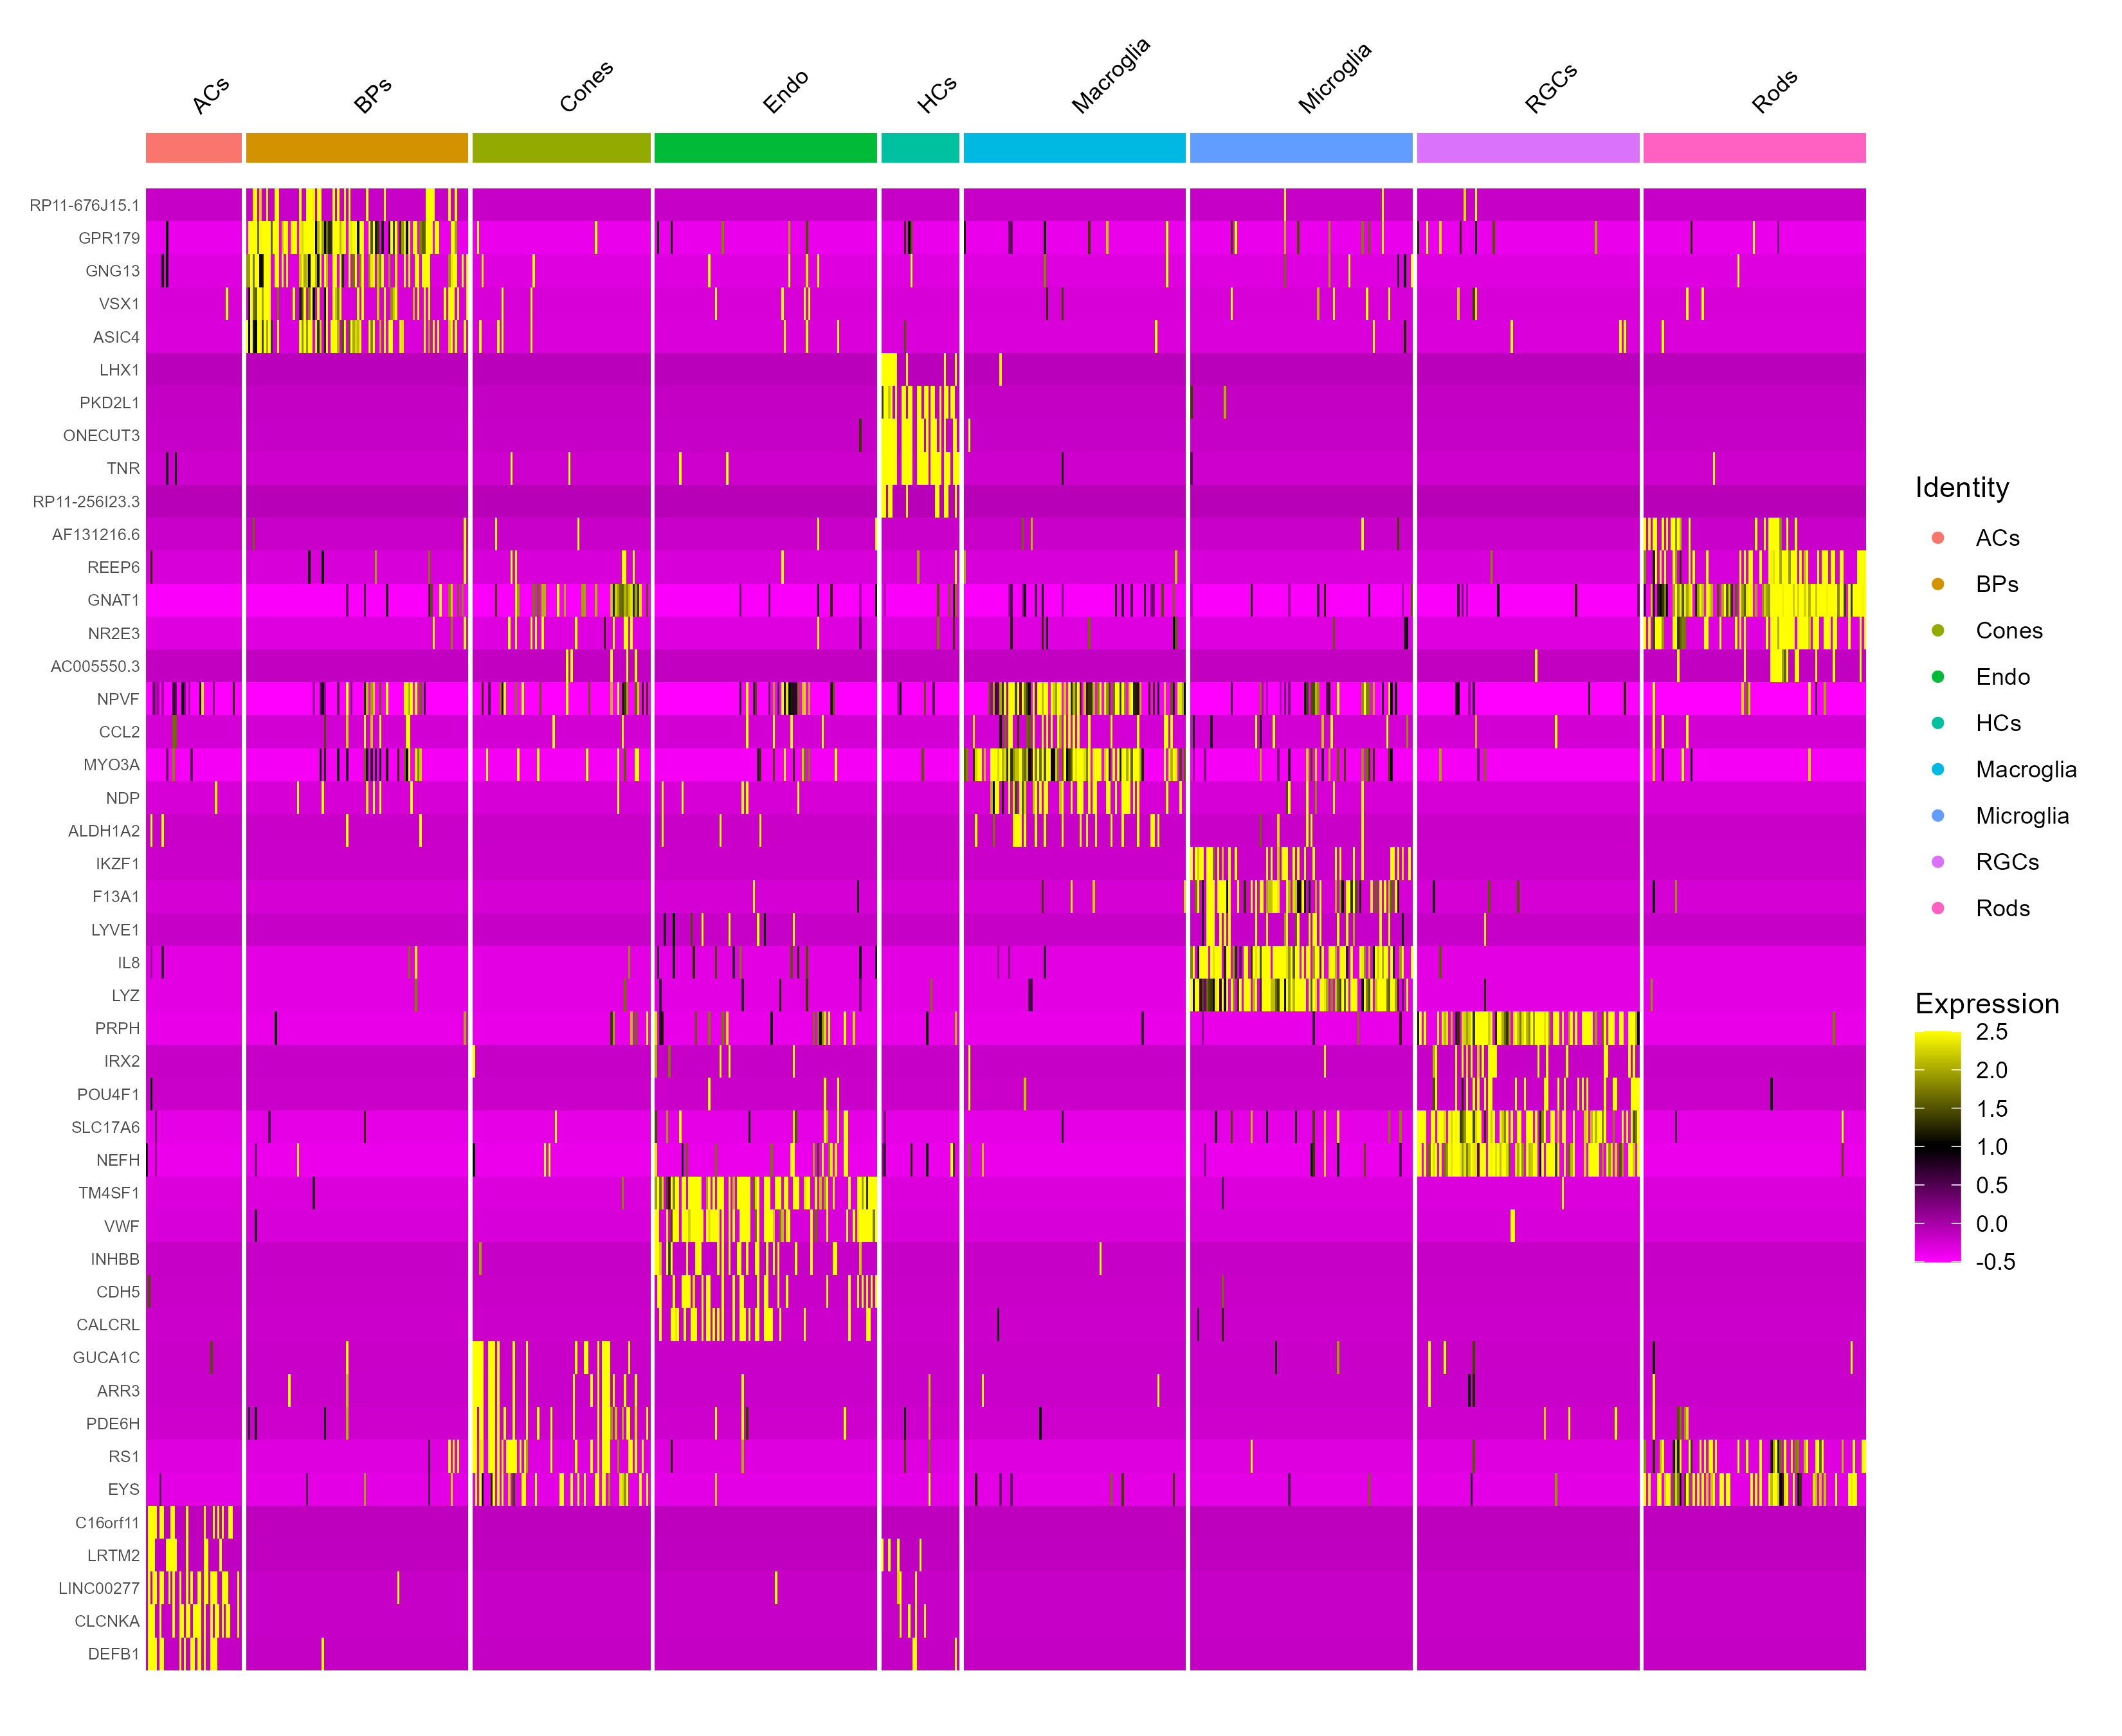 ACs
BPs
Cones
Endo
HCs
Macroglia
Microglia
RGCs
Rods
RP11-676J15.1
GPR179
GNG13
VSX1
ASIC4
LHX1
PKD2L1
ONECUT3
TNR
RP11-256I23.3
AF131216.6
REEP6
GNAT1
NR2E3
AC005550.3
NPVF
CCL2
MYO3A
NDP
ALDH1A2
IKZF1
F13A1
LYVE1
IL8
LYZ
PRPH
IRX2
POU4F1
SLC17A6
NEFH
TM4SF1
VWF
INHBB
CDH5
CALCRL
GUCA1C
ARR3
PDE6H
RS1
EYS
C16orf11
LRTM2
LINC00277
CLCNKA
DEFB1
Identity
ACs
BPs
Cones
Endo
HCs
Macroglia
Microglia
RGCs
Rods
Expression
2.5
2.0
1.5
1.0
0.5
0.0
-0.5